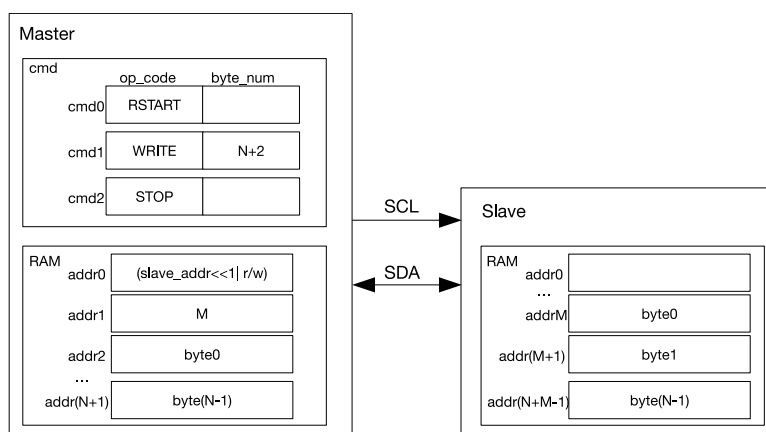 Master
cmd
op_code byte_num
cmd0 RSTART
cmd1 WRITE N+2
cmd2 STOP
RAM
addr0 (slave_addr<<1| r/w)
addr1 M
addr2 byte0
...
addr(N+1) byte(N-1)
SCL
SDA
Slave
RAM
addr0
...
addrM byte0
addr(M+1) byte1
addr(N+M-1) byte(N-1)